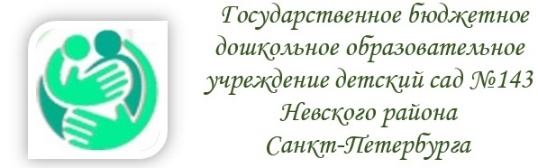 Государственное бюджетное
дошкольное образовательное
учреждение детский сад №143
Невского района
Санкт-Петербурга